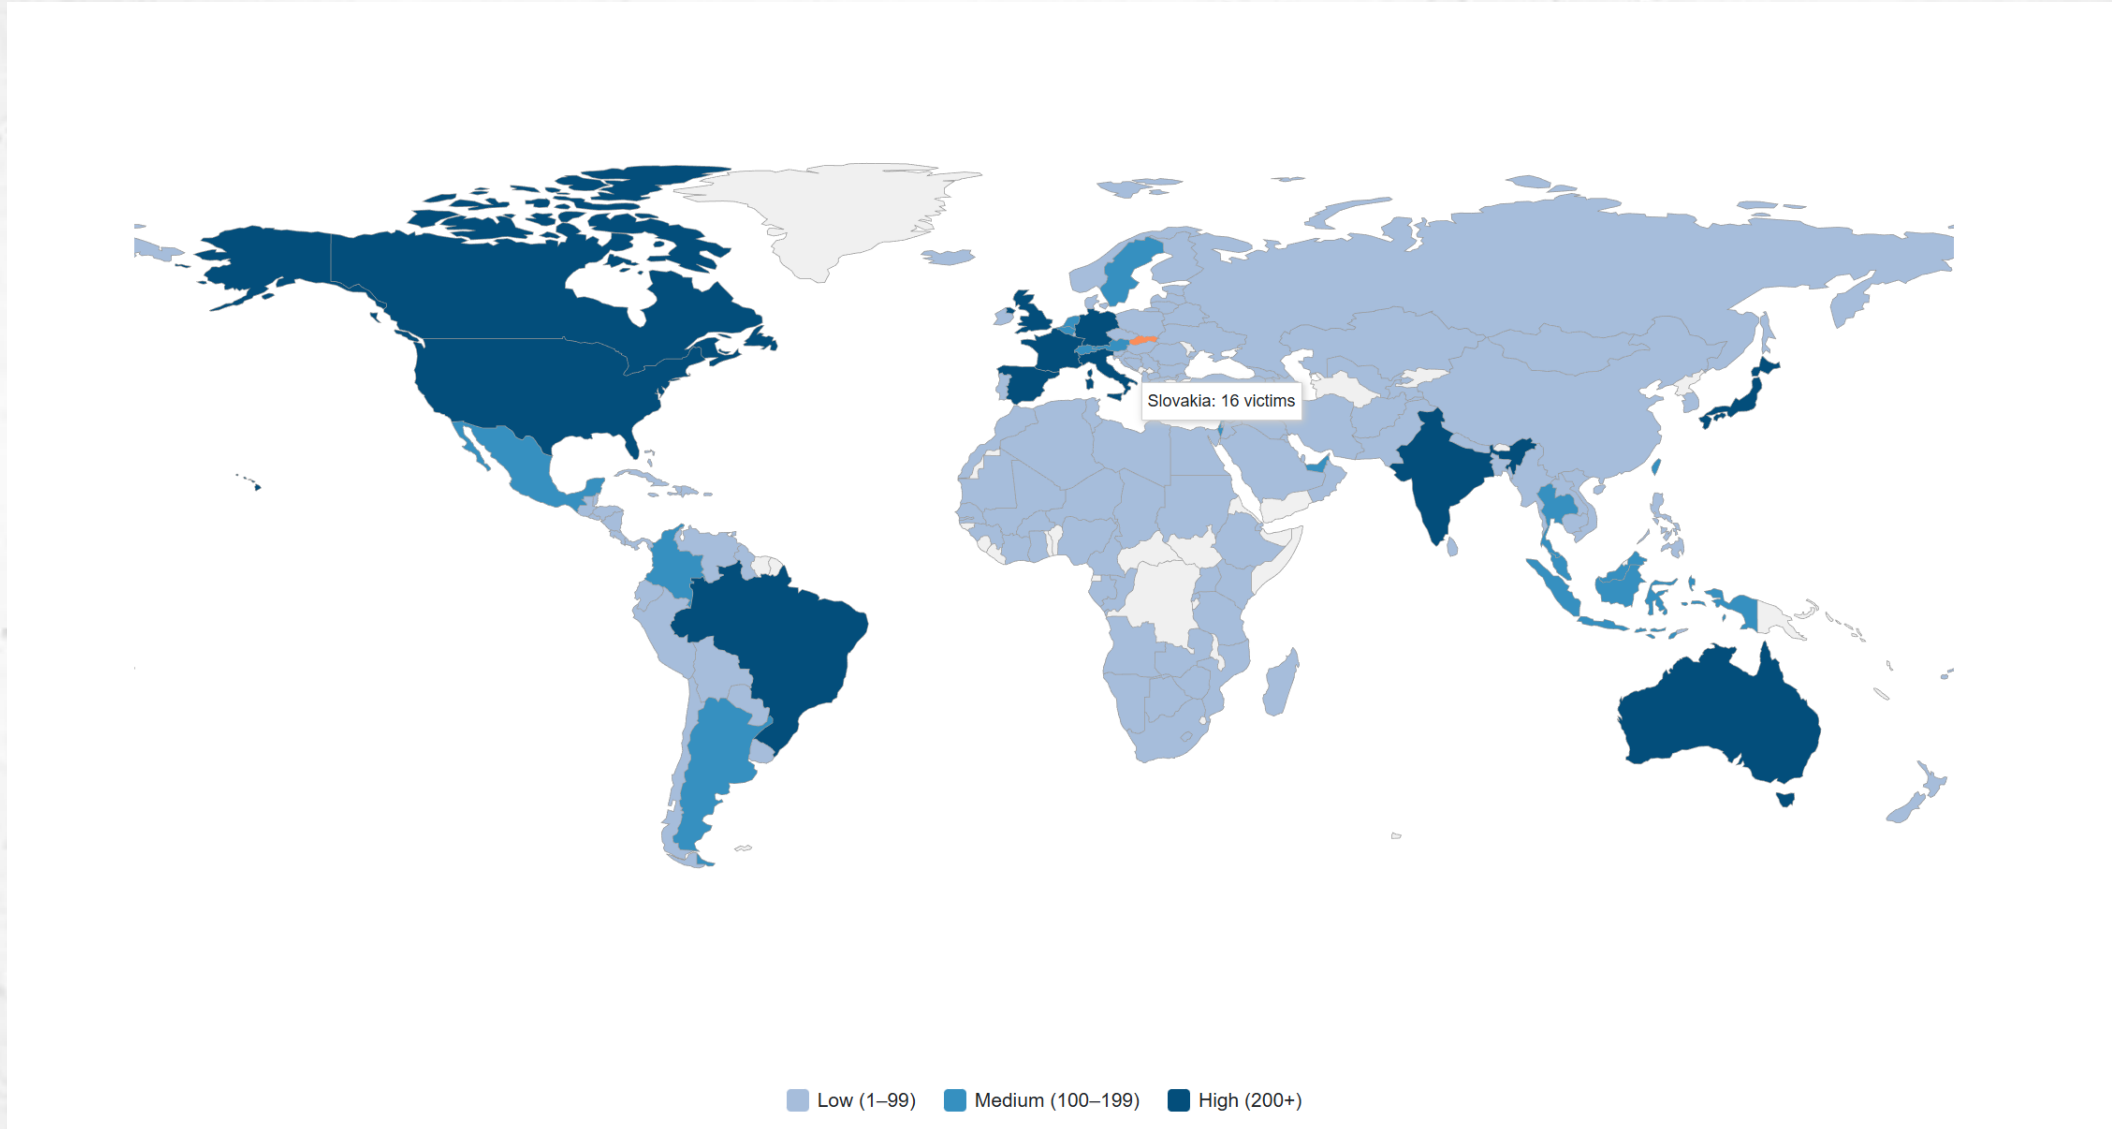 Slovakia: 16 victims
Low (1–99) Medium (100–199) High (200+)